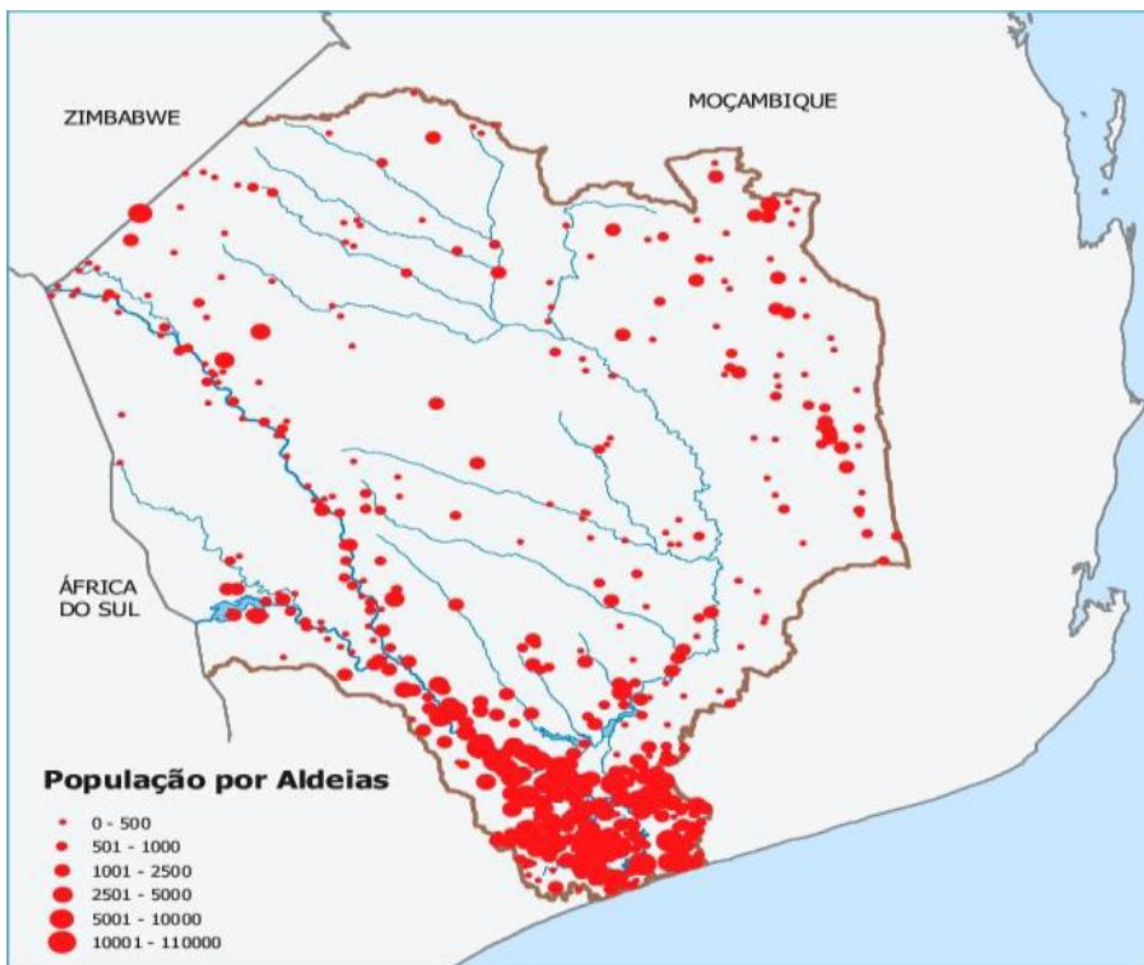 ZIMBABWE
MOÇAMBIQUE
ÁFRICA
DO SUL
População por Aldeias
0 - 500
501 - 1000
1001 - 2500
2501 - 5000
5001 - 10000
10001 - 110000